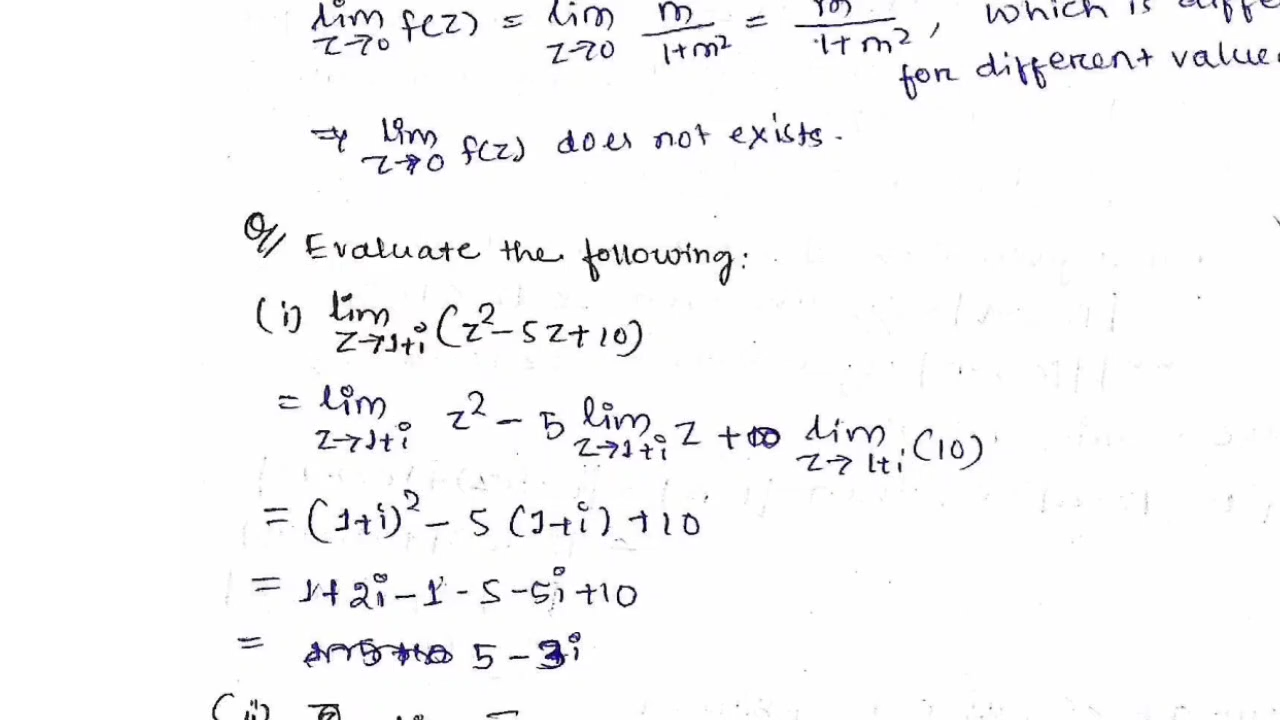 lim z→0 f(z) = lim z→0 m/(1+m²) = m/(1+m²), which is
for different value
⇒ lim z→0 f(z) does not exists.
Q/ Evaluate the following:
(i) lim z→1+i (z²-5z+10)
= lim z→1+i z² - 5 lim z→1+i z + lim z→1+i (10)
= (1+i)² - 5 (1+i) + 10
= 1+2i-1-5-5i+10
= 5-3i
(ii)